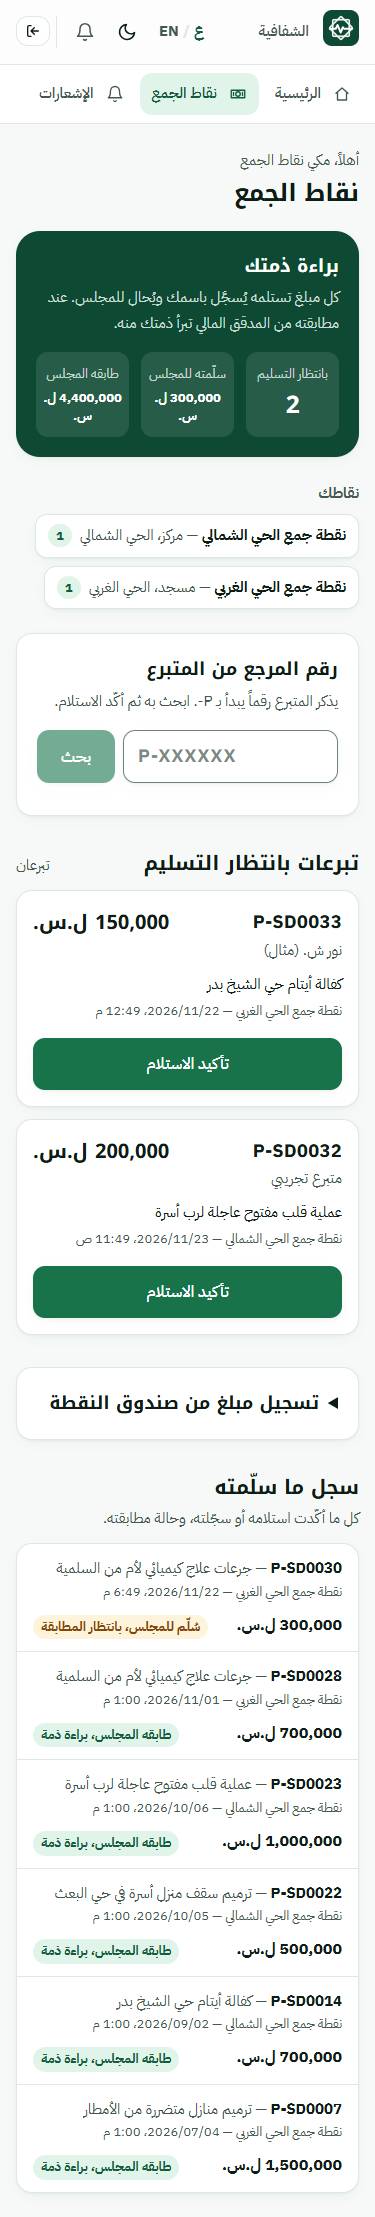 الشفافية
ع / EN
الرئيسية
نقاط الجمع
الإشعارات
أهلاً، مكي نقاط الجمع
نقاط الجمع
براءة ذمتك
كل مبلغ تستلمه يُسجَّل باسمك ويُحال للمجلس. عند
مطابقته من المدقق المالي تبرأ ذمتك منه.
بانتظار التسليم
2
سلّمته للمجلس
300,000 ل.
س.
طابقه المجلس
4,400,000 ل.
س.
نقاطك
نقطة جمع الحي الشمالي — مركز، الحي الشمالي 1
نقطة جمع الحي الغربي — مسجد، الحي الغربي 1
رقم المرجع من المتبرع
يذكر المتبرع رقماً يبدأ بـ P-. ابحث به ثم أكّد الاستلام.
P-XXXXXX
بحث
تبرعات بانتظار التسليم
تبرعان
P-SD0033
150,000 ل.س.
نور ش. (مثال)
كفالة أيتام حي الشيخ بدر
نقطة جمع الحي الغربي — 2026/11/22، 12:49 م
تأكيد الاستلام
P-SD0032
200,000 ل.س.
متبرع تجريبي
عملية قلب مفتوح عاجلة لرب أسرة
نقطة جمع الحي الشمالي — 2026/11/23، 11:49 ص
تأكيد الاستلام
تسجيل مبلغ من صندوق النقطة
سجل ما سلّمته
كل ما أكّدت استلامه أو سجّلته، وحالة مطابقته.
P-SD0030 — جرعات علاج كيميائي لأم من السلمية
نقطة جمع الحي الغربي — 2026/11/22، 6:49 م
300,000 ل.س.
سُلّم للمجلس، بانتظار المطابقة
P-SD0028 — جرعات علاج كيميائي لأم من السلمية
نقطة جمع الحي الغربي — 2026/11/01، 1:00 م
700,000 ل.س.
طابقه المجلس، براءة ذمة
P-SD0023 — عملية قلب مفتوح عاجلة لرب أسرة
نقطة جمع الحي الشمالي — 2026/10/06، 1:00 م
1,000,000 ل.س.
طابقه المجلس، براءة ذمة
P-SD0022 — ترميم سقف منزل أسرة في حي البعث
نقطة جمع الحي الشمالي — 2026/10/05، 1:00 م
500,000 ل.س.
طابقه المجلس، براءة ذمة
P-SD0014 — كفالة أيتام حي الشيخ بدر
نقطة جمع الحي الشمالي — 2026/09/02، 1:00 م
700,000 ل.س.
طابقه المجلس، براءة ذمة
P-SD0007 — ترميم منازل متضررة من الأمطار
نقطة جمع الحي الغربي — 2026/07/04، 1:00 م
1,500,000 ل.س.
طابقه المجلس، براءة ذمة